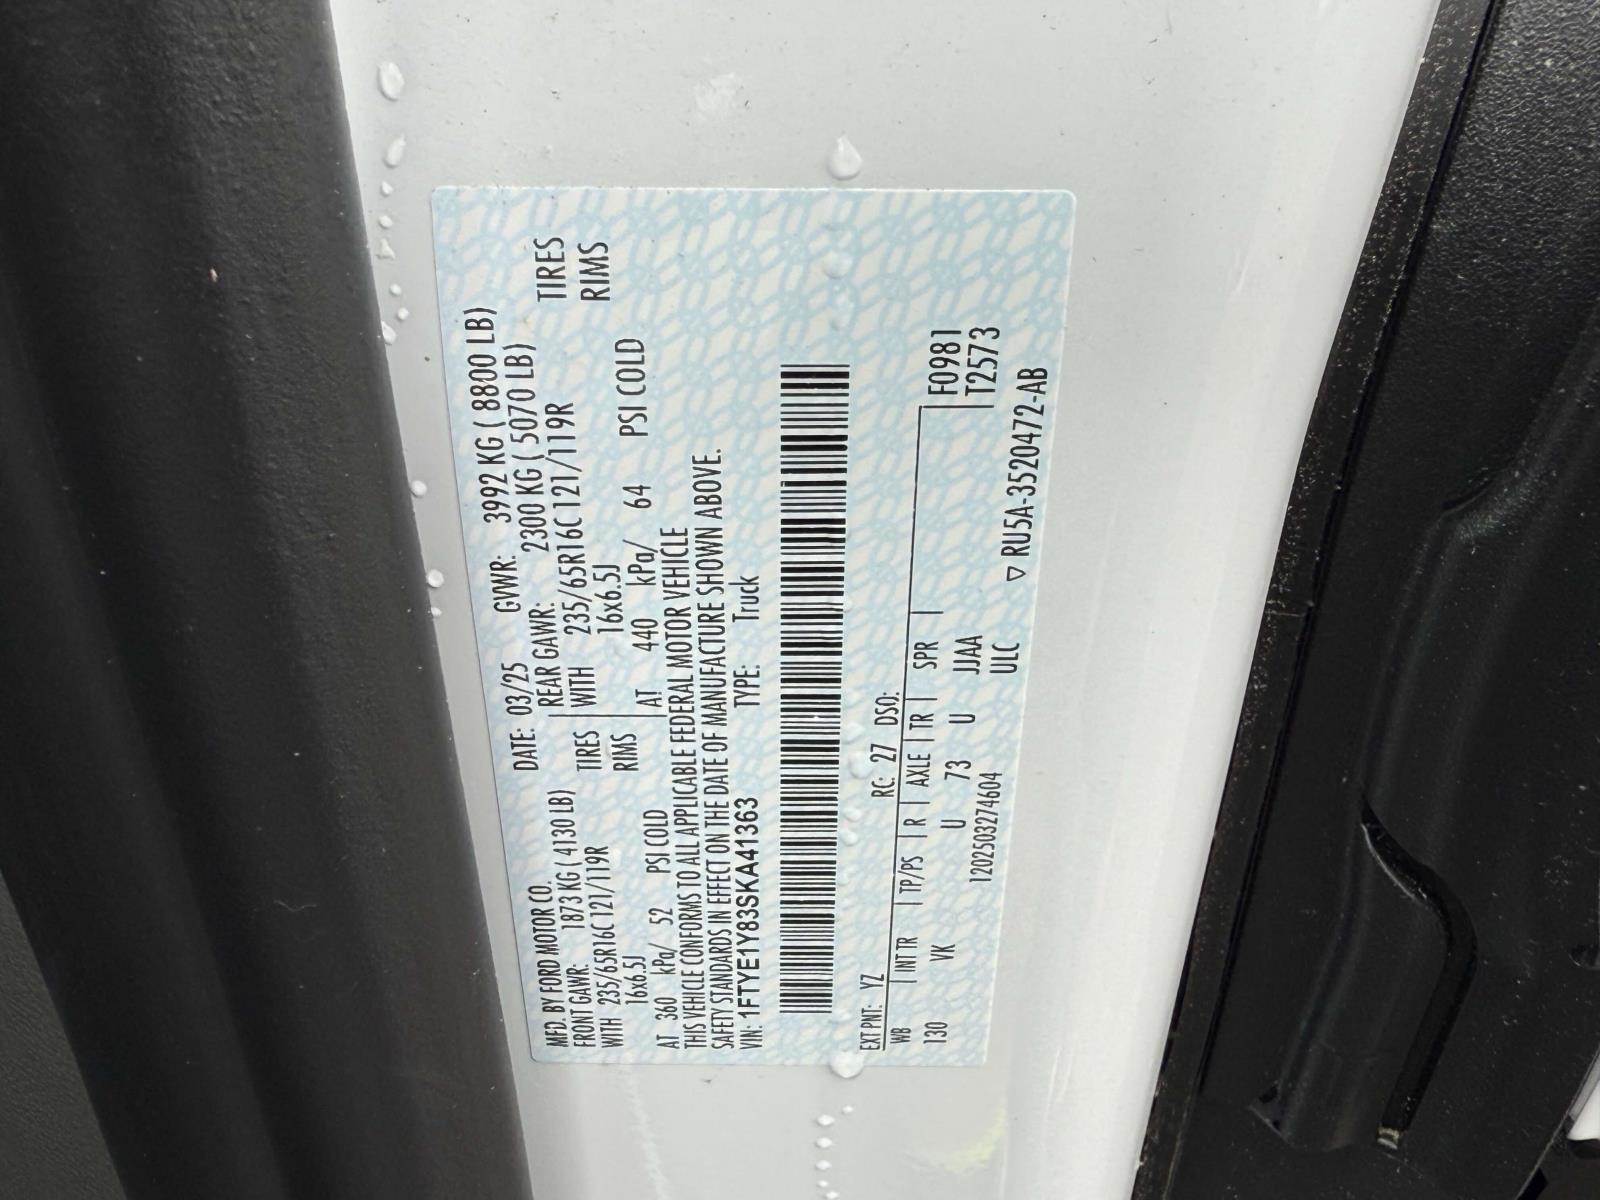 MFD. BY FORD MOTOR CO. DATE: 03/25 GVWR: 3992 KG ( 8800 LB)
FRONT GAWR: 1873 KG ( 4130 LB) REAR GAWR: 2300 KG ( 5070 LB)
WITH 235/65R16C 121/119R TIRES WITH 235/65R16C 121/119R TIRES
16x6.5J RIMS 16x6.5J RIMS
AT 360 kPa/ 52 PSI COLD AT 440 kPa/ 64 PSI COLD
THIS VEHICLE CONFORMS TO ALL APPLICABLE FEDERAL MOTOR VEHICLE
SAFETY STANDARDS IN EFFECT ON THE DATE OF MANUFACTURE SHOWN ABOVE.
VIN: 1FTYE1Y83SKA41363 TYPE: Truck
EXT PNT: YZ RC: 27 DSO:
WB | INT TR | TP/PS | R | AXLE | TR | SPR | F0981
130 VK U 73 U JJAA T2573
1202503274604 ULC
▽ RU5A-3520472-AB